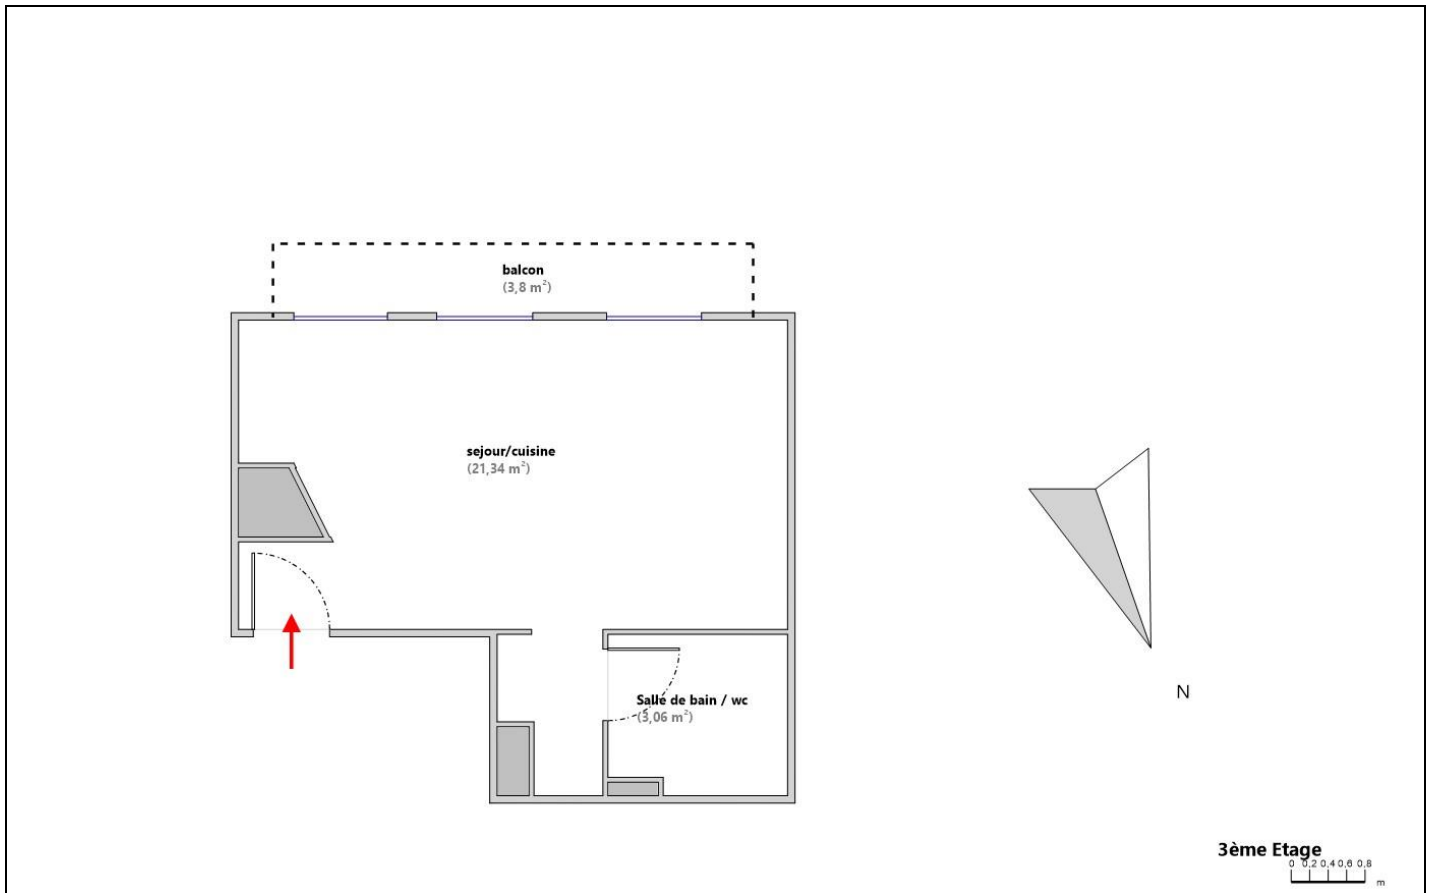 balcon
(3,8 m²)
sejour/cuisine
(21,34 m²)
Salle de bain / wc
(3,06 m²)
N
3ème Etage
0 0,2 0,4 0,6 0,8
m